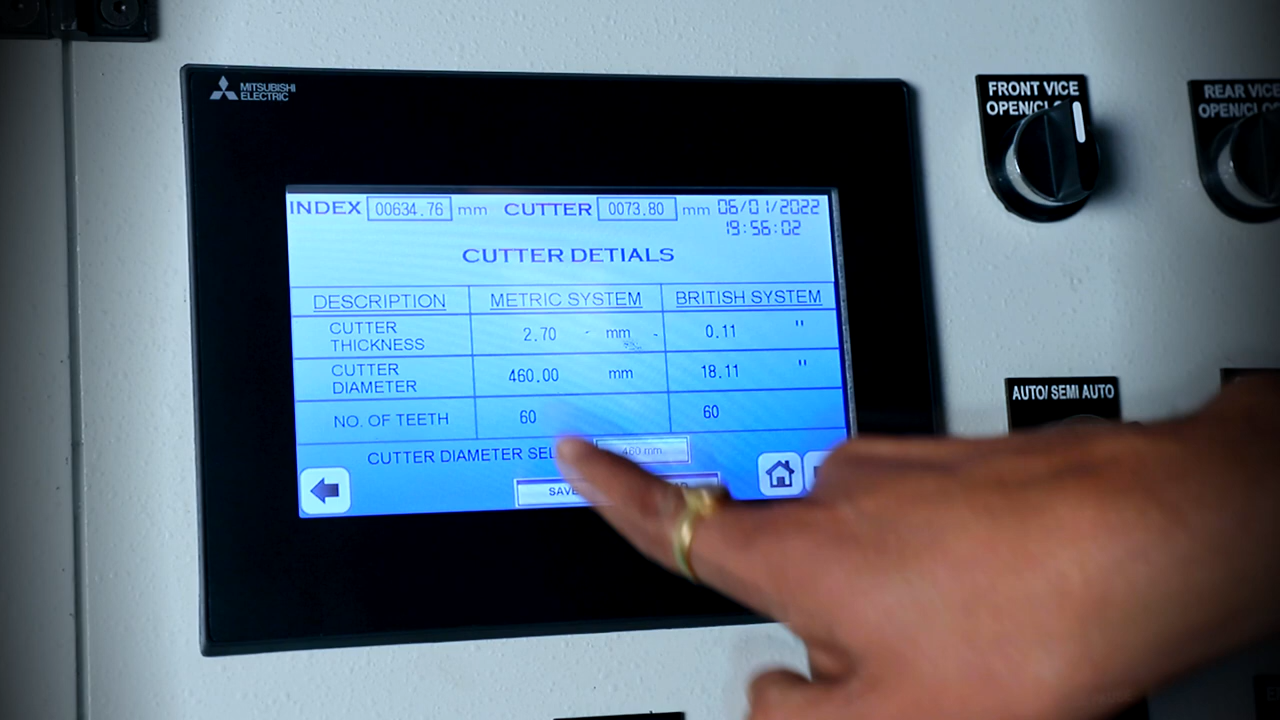 MITSUBISHI
ELECTRIC
FRONT VICE
OPEN/CLO
REAR VICE
OPEN/CLO
INDEX 00634.76 mm CUTTER 0073.80 mm 06/01/2022
19:56:02
CUTTER DETIALS
DESCRIPTION METRIC SYSTEM BRITISH SYSTEM
CUTTER
THICKNESS 2.70 mm 0.11 "
CUTTER
DIAMETER 460.00 mm 18.11 "
NO. OF TEETH 60 60
CUTTER DIAMETER SEL 460 mm
SAVE
AUTO/ SEMI AUTO